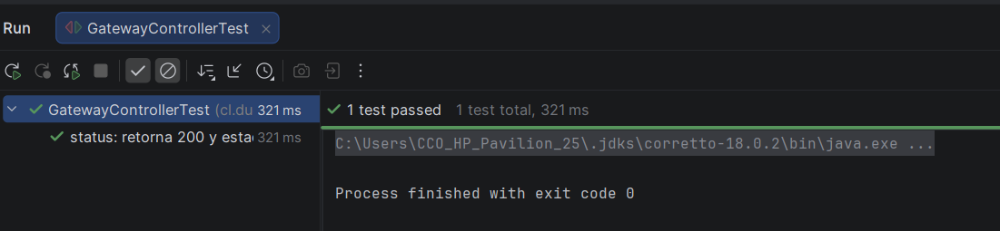 Run
GatewayControllerTest
GatewayControllerTest (cl.du 321 ms
status: retorna 200 y estac 321 ms
1 test passed 1 test total, 321 ms
C:\Users\CCO_HP_Pavilion_25\.jdks\corretto-18.0.2\bin\java.exe ...
Process finished with exit code 0